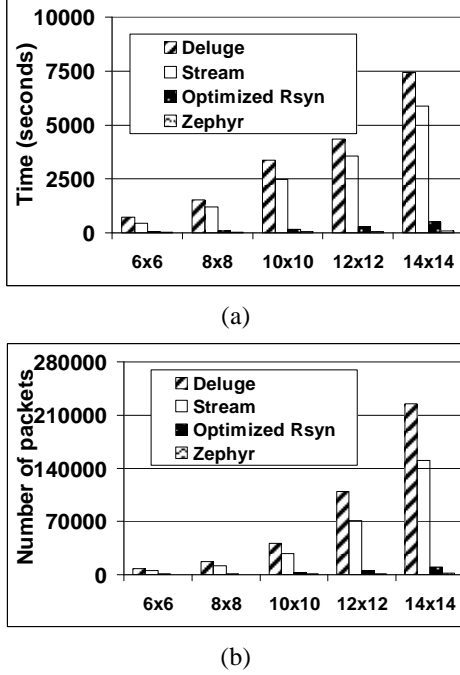 10000
7500
5000
2500
0
Time (seconds)
Deluge
Stream
Optimized Rsyn
Zephyr
6x6 8x8 10x10 12x12 14x14
(a)
280000
210000
140000
70000
0
Number of packets
Deluge
Stream
Optimized Rsyn
Zephyr
6x6 8x8 10x10 12x12 14x14
(b)